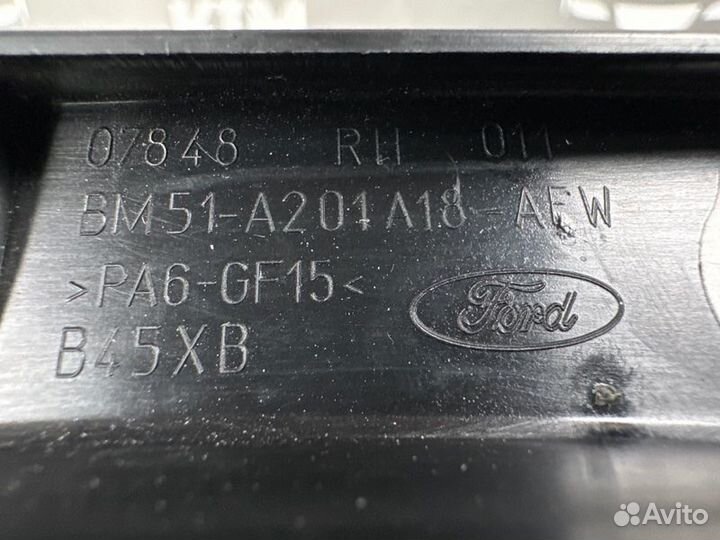 07848 RH 011
BM51-A201A18-AEW
>PA6-GF15<
Ford
B45XB
Avito